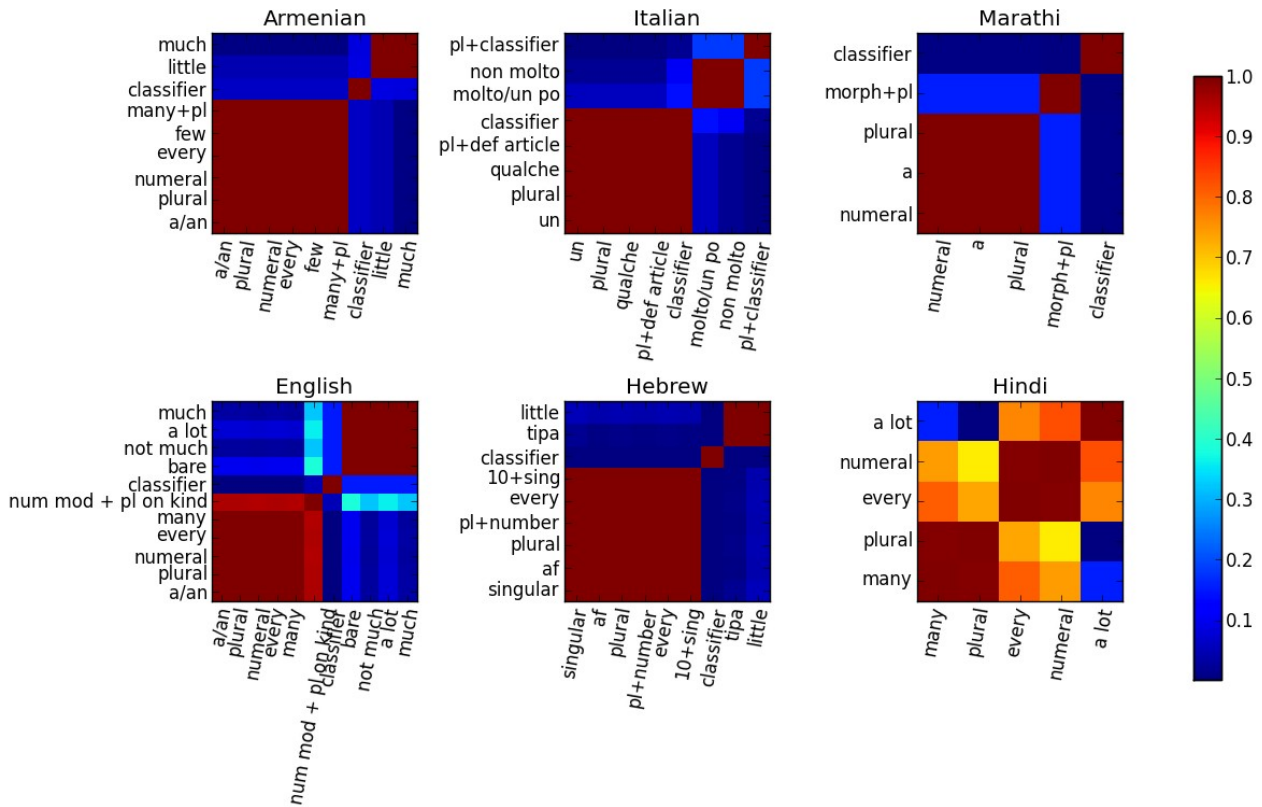 Armenian
much
little
classifier
many+pl
few
every
numeral
plural
a/an
a/an
plural
numeral
every
few
many+pl
classifier
little
much
Italian
pl+classifier
non molto
molto/un po
classifier
pl+def article
qualche
plural
un
un
plural
qualche
pl+def article
classifier
molto/un po
non molto
pl+classifier
Marathi
classifier
morph+pl
plural
a
numeral
numeral
a
plural
morph+pl
classifier
1.0
0.9
0.8
0.7
0.6
0.5
0.4
0.3
0.2
0.1
English
much
a lot
not much
bare
classifier
num mod + pl on kind
many
every
numeral
plural
a/an
a/an
plural
numeral
every
many
num mod + pl on kind
classifier
bare
not much
a lot
much
Hebrew
little
tipa
classifier
10+sing
every
pl+number
plural
af
singular
singular
af
plural
pl+number
every
10+sing
classifier
tipa
little
Hindi
a lot
numeral
every
plural
many
many
plural
every
numeral
a lot